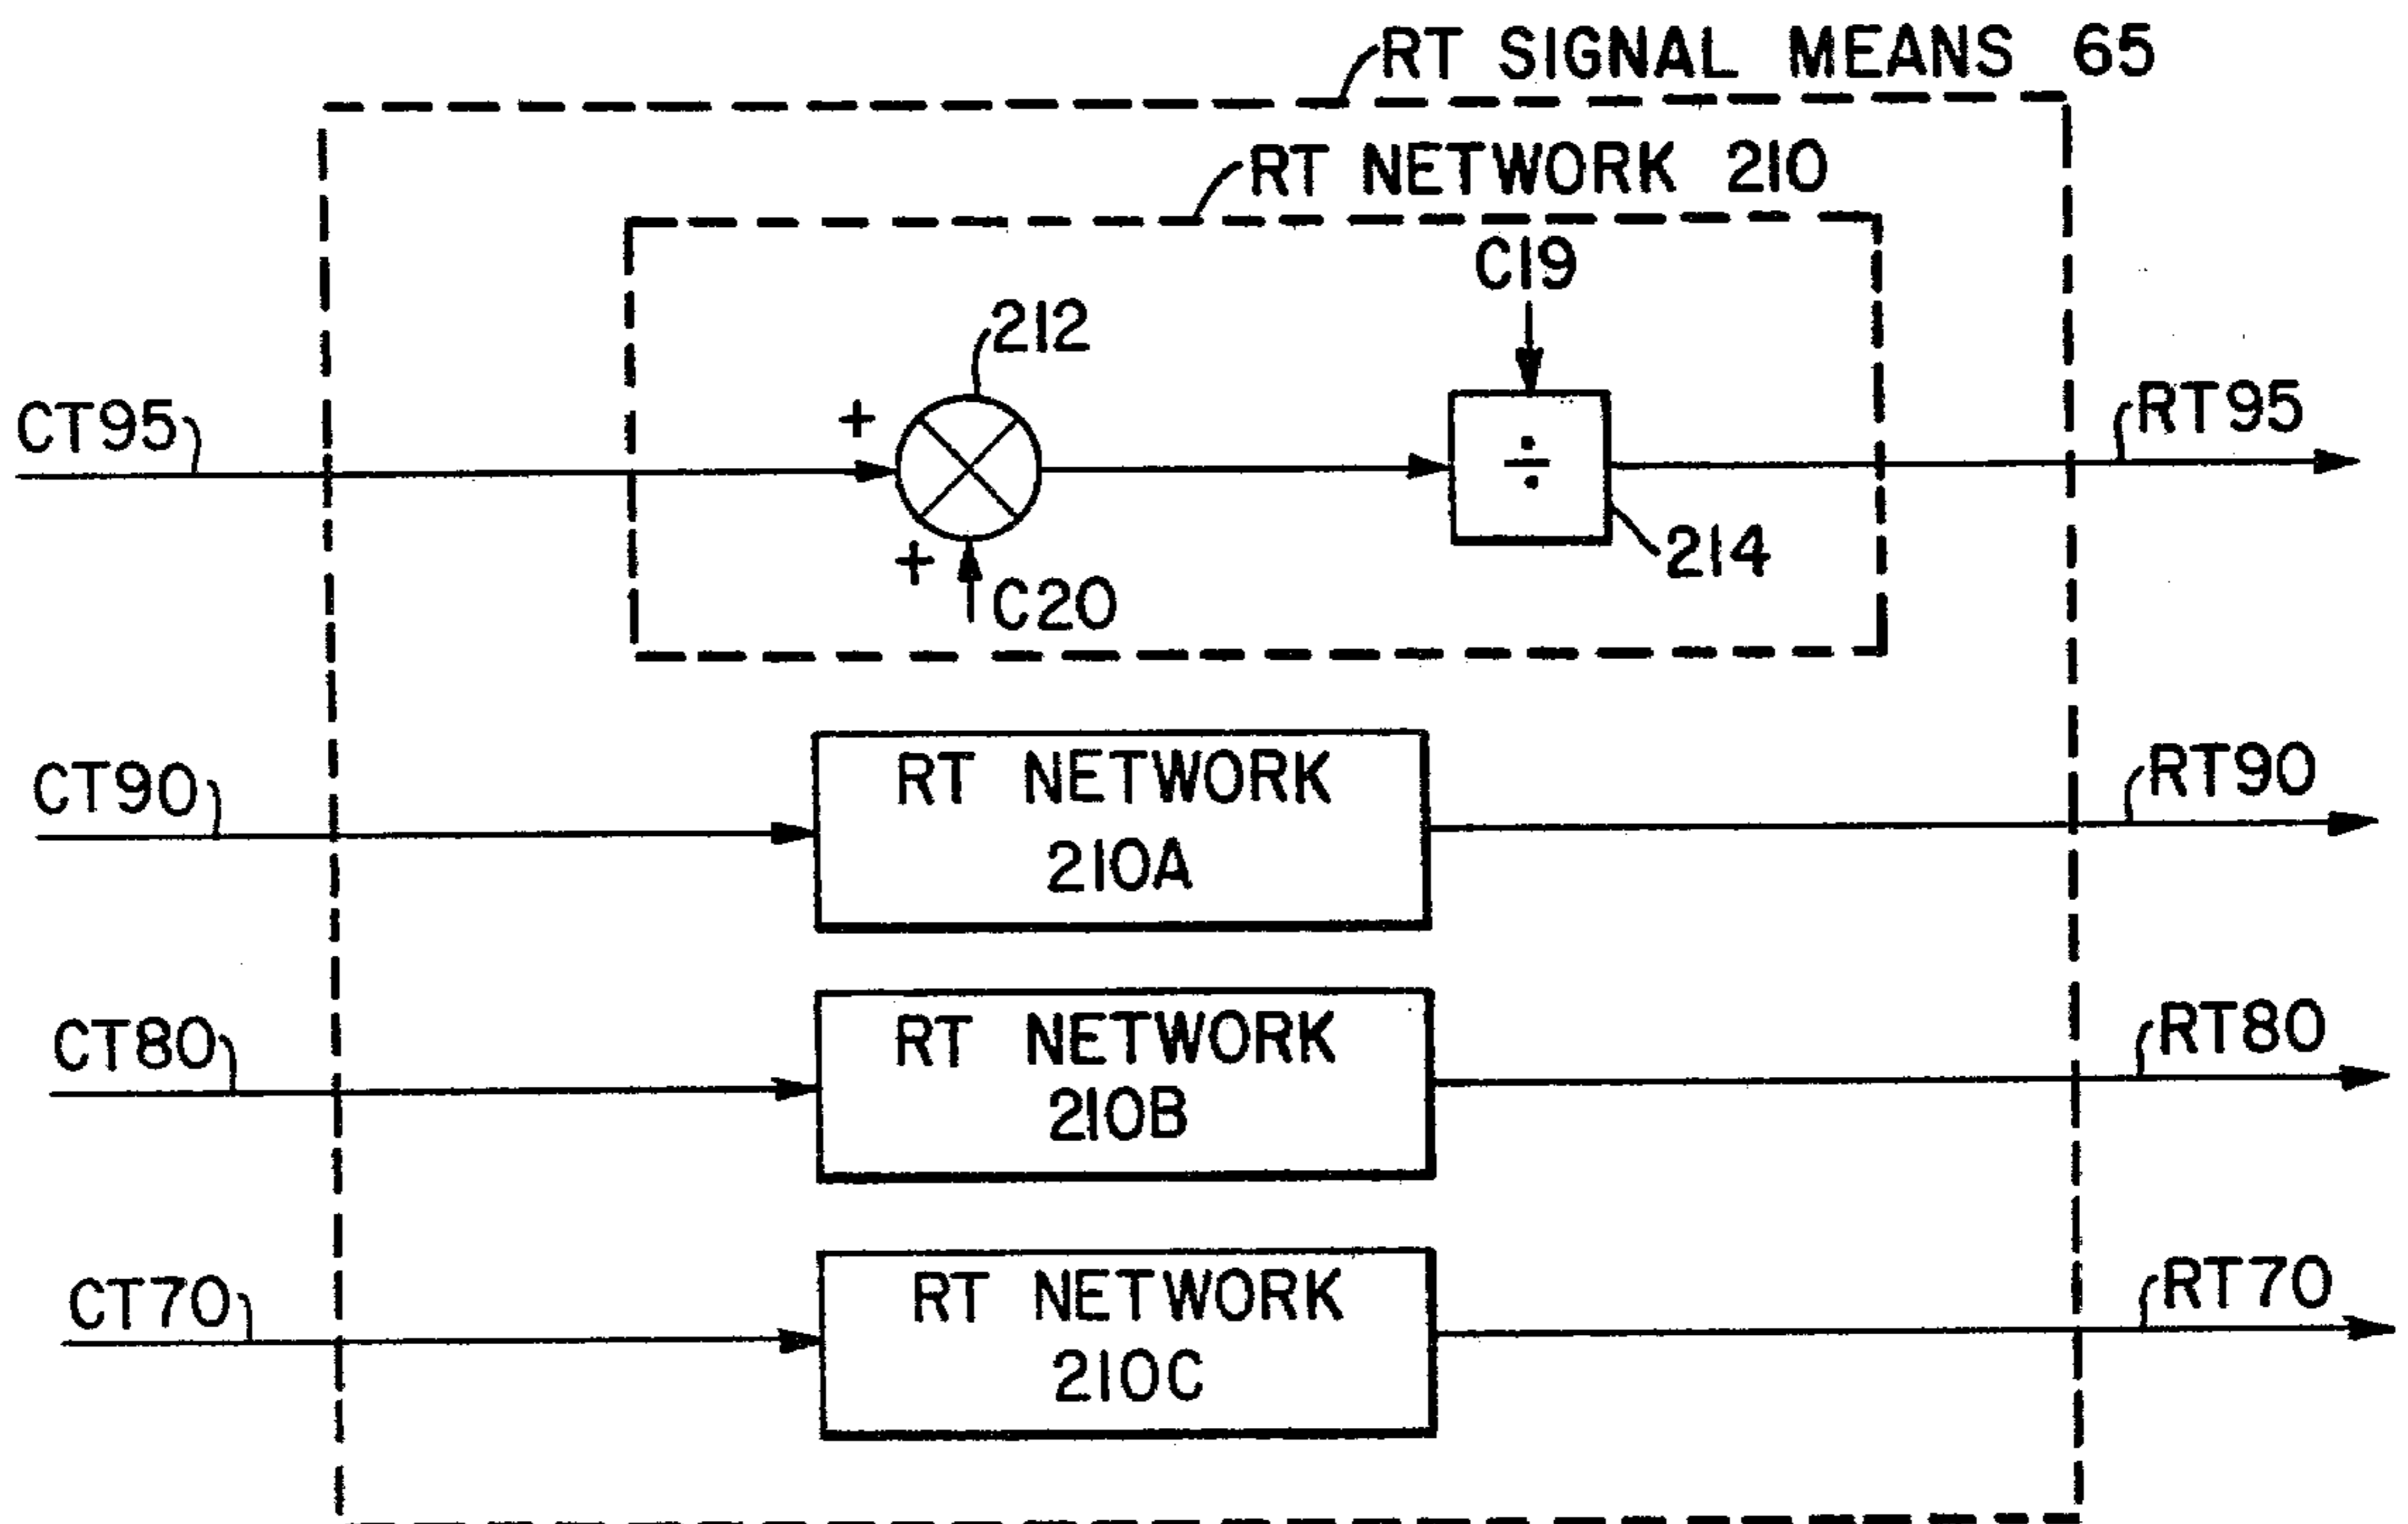 RT SIGNAL MEANS 65
RT NETWORK 210
C19
212
CT95
+
÷
RT95
214
+
C20
CT90
RT NETWORK
210A
RT90
CT80
RT NETWORK
210B
RT80
CT70
RT NETWORK
210C
RT70